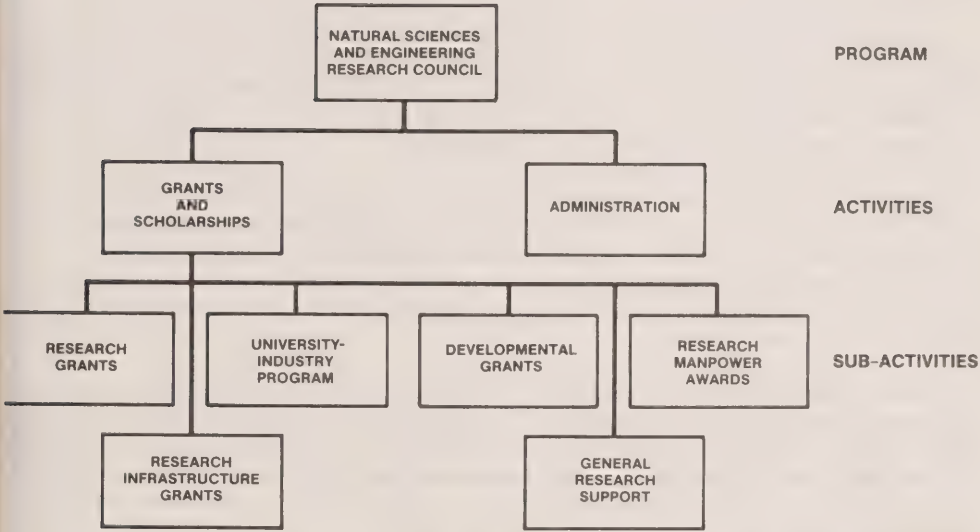 NATURAL SCIENCES
AND ENGINEERING
RESEARCH COUNCIL
PROGRAM
GRANTS
AND
SCHOLARSHIPS
ADMINISTRATION
ACTIVITIES
RESEARCH
GRANTS
UNIVERSITY-
INDUSTRY
PROGRAM
DEVELOPMENTAL
GRANTS
RESEARCH
MANPOWER
AWARDS
SUB-ACTIVITIES
RESEARCH
INFRASTRUCTURE
GRANTS
GENERAL
RESEARCH
SUPPORT